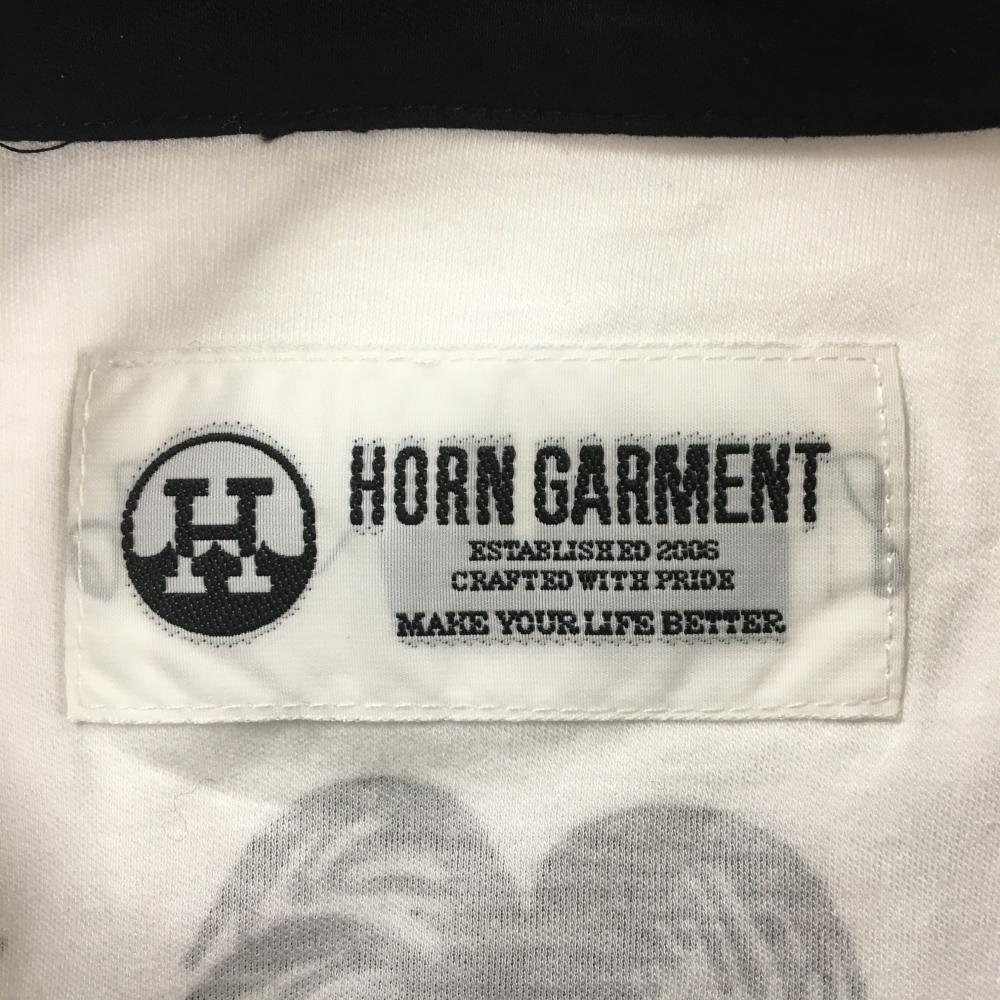 H
HORN GARMENT
ESTABLISHED 2006
CRAFTED WITH PRIDE
MAKE YOUR LIFE BETTER